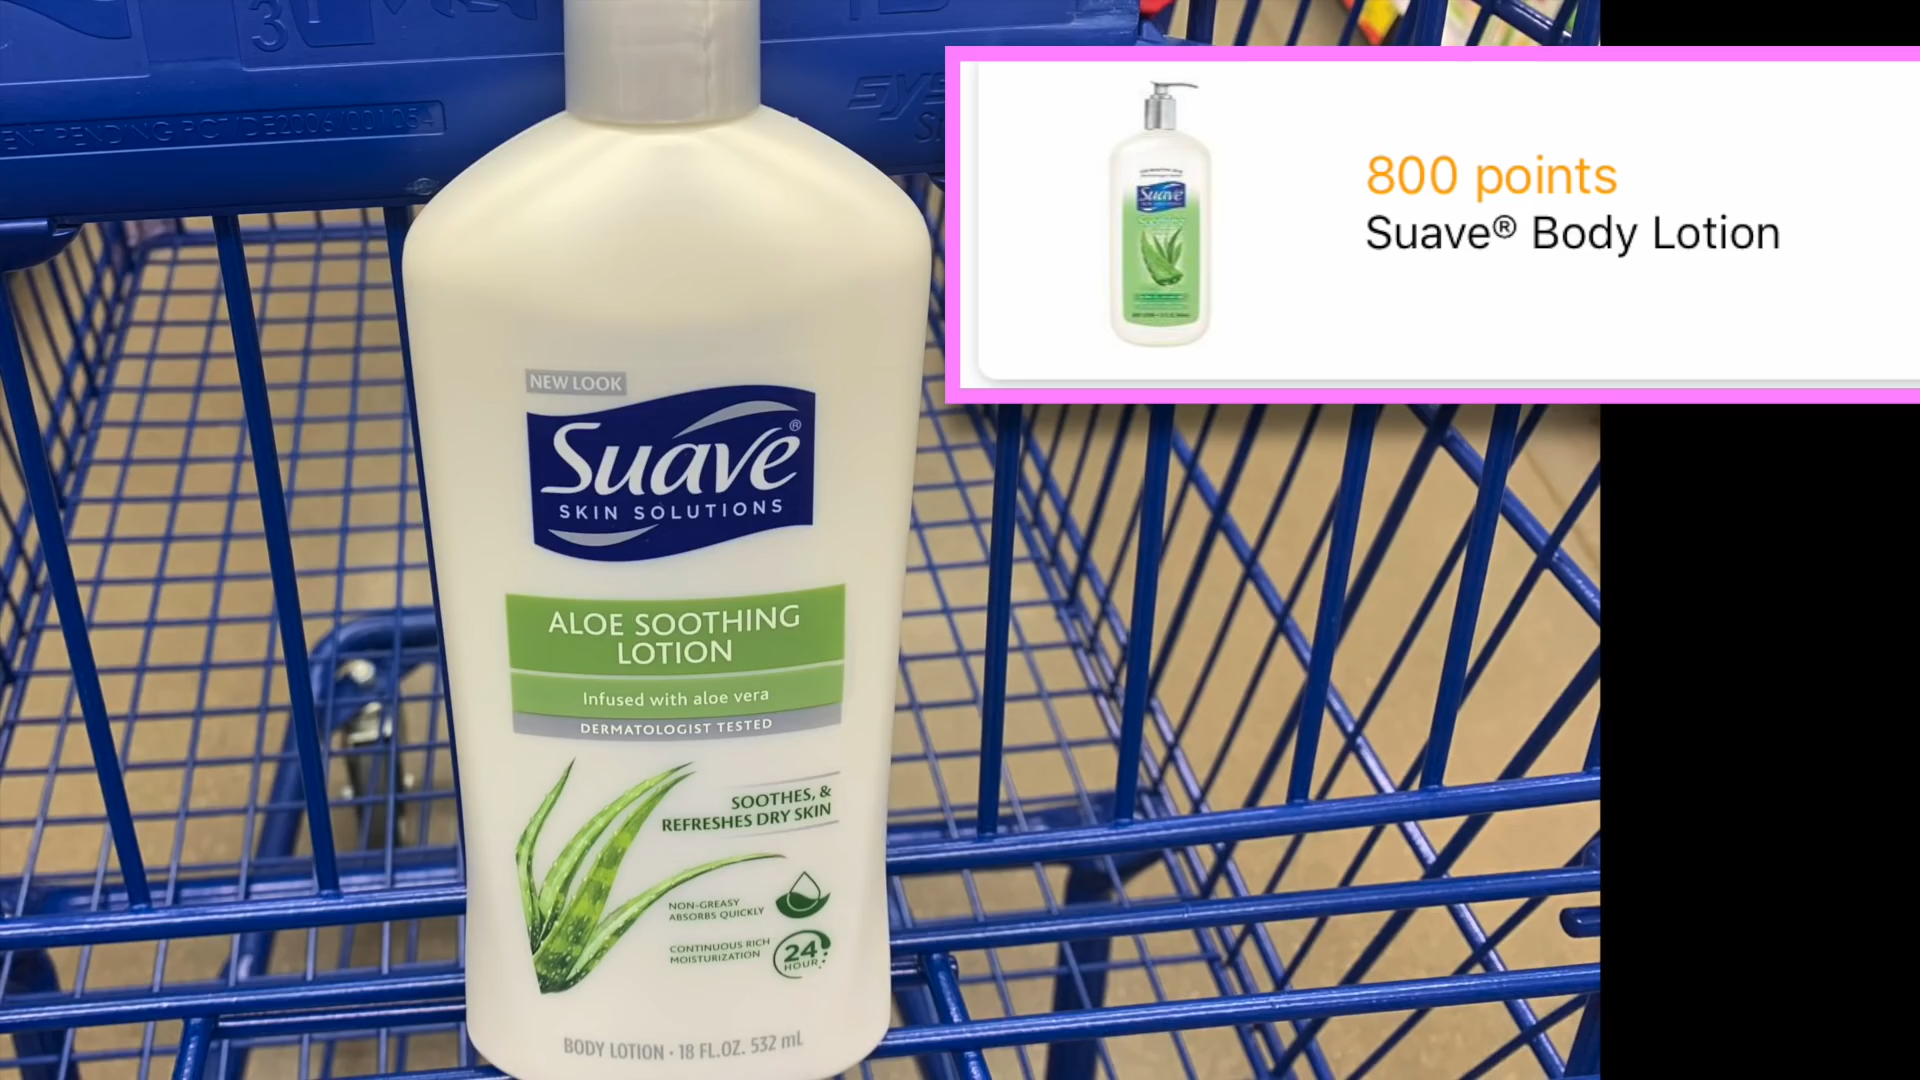 NEW LOOK
Suave®
SKIN SOLUTIONS
ALOE SOOTHING
LOTION
Infused with aloe vera
DERMATOLOGIST TESTED
SOOTHES, &
REFRESHES DRY SKIN
NON-GREASY
ABSORBS QUICKLY
CONTINUOUS RICH
MOISTURIZATION
24
HOUR
BODY LOTION · 18 FL.OZ. 532 mL
800 points
Suave® Body Lotion
Suave